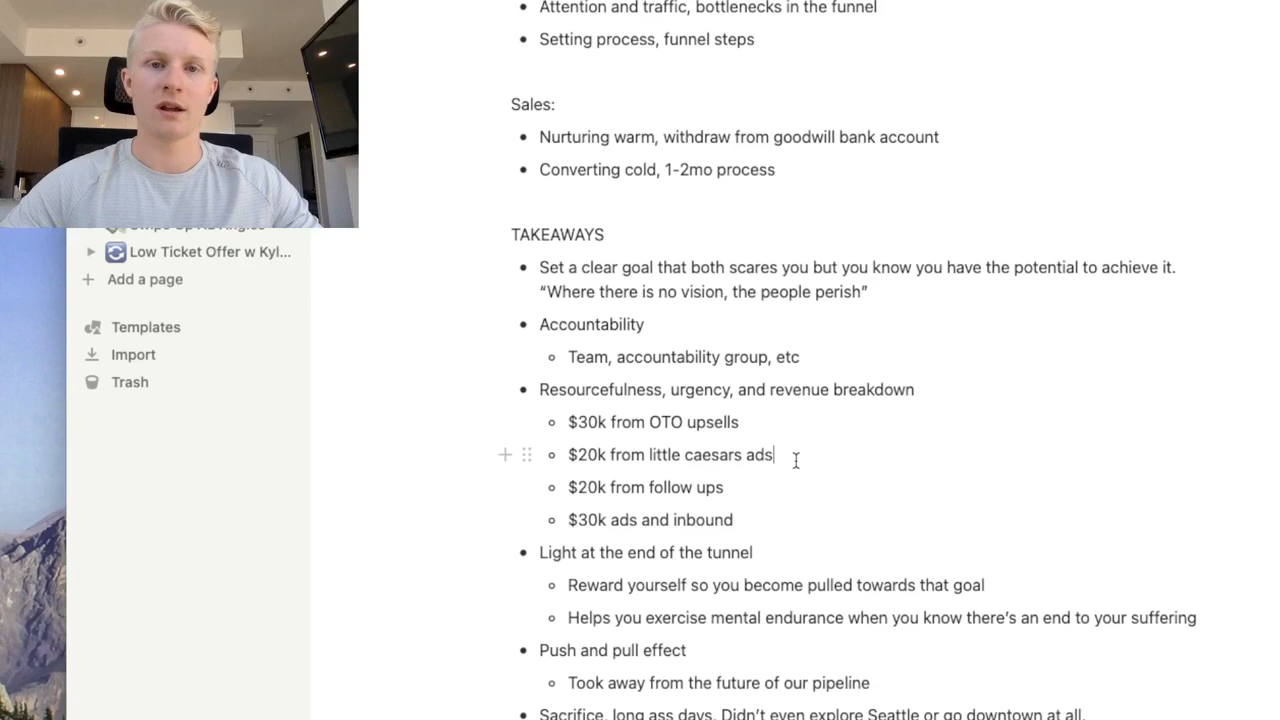 Attention and traffic, bottlenecks in the funnel
Setting process, funnel steps
Sales:
Nurturing warm, withdraw from goodwill bank account
Converting cold, 1-2mo process
Low Ticket Offer w Kyl...
Add a page
Templates
Import
Trash
TAKEAWAYS
Set a clear goal that both scares you but you know you have the potential to achieve it.
“Where there is no vision, the people perish”
Accountability
Team, accountability group, etc
Resourcefulness, urgency, and revenue breakdown
$30k from OTO upsells
$20k from little caesars ads
$20k from follow ups
$30k ads and inbound
Light at the end of the tunnel
Reward yourself so you become pulled towards that goal
Helps you exercise mental endurance when you know there’s an end to your suffering
Push and pull effect
Took away from the future of our pipeline
Sacrifice, long ass days. Didn’t even explore Seattle or go downtown at all.